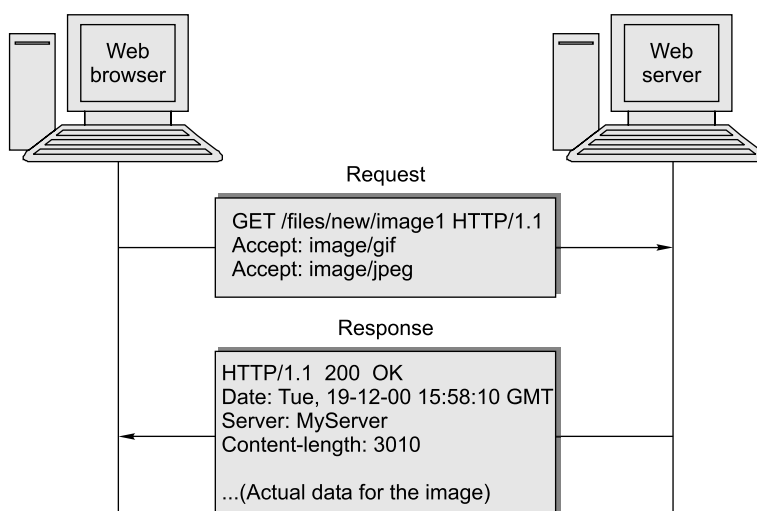 Web
browser
Web
server
Request
GET /files/new/image1 HTTP/1.1
Accept: image/gif
Accept: image/jpeg
Response
HTTP/1.1 200 OK
Date: Tue, 19-12-00 15:58:10 GMT
Server: MyServer
Content-length: 3010
...(Actual data for the image)